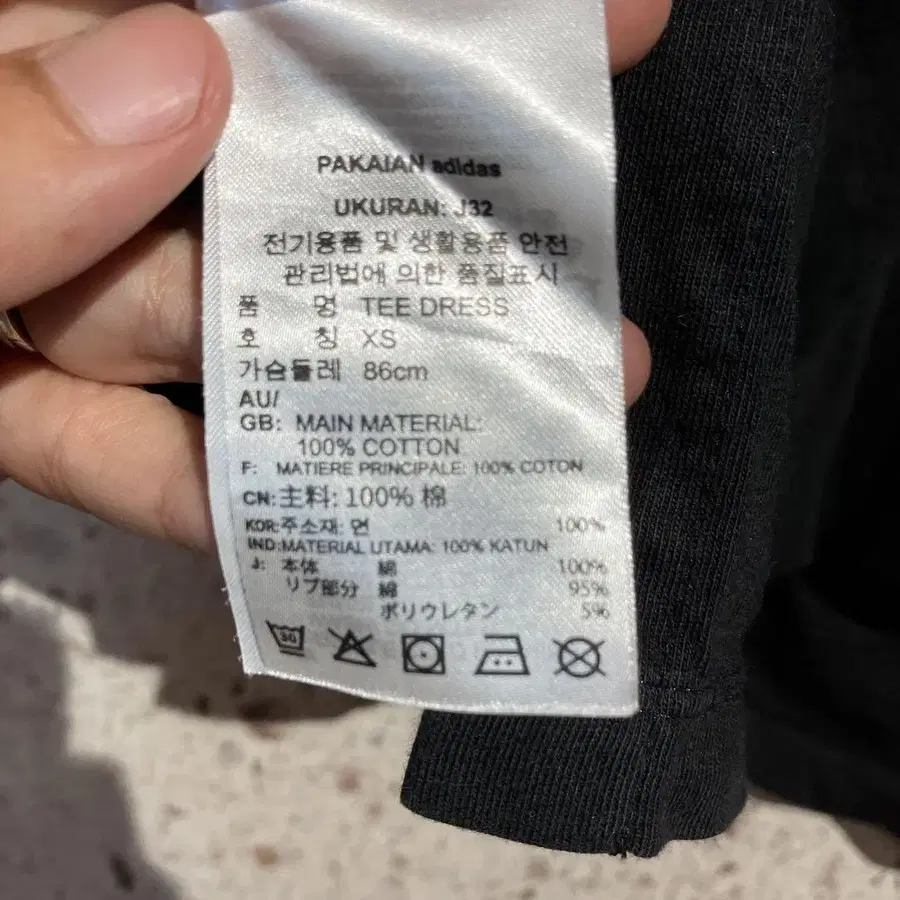 PAKAIAN adidas
UKURAN: J32
전기용품 및 생활용품 안전
관리법에 의한 품질표시
품 명 TEE DRESS
호 칭 XS
가슴둘레 86cm
AU/
GB: MAIN MATERIAL:
100% COTTON
F: MATIERE PRINCIPALE: 100% COTON
CN:主料: 100% 棉
KOR:주소재: 면 100%
IND:MATERIAL UTAMA: 100% KATUN
J: 本体 綿 100%
リブ部分 綿 95%
ポリウレタン 5%
30